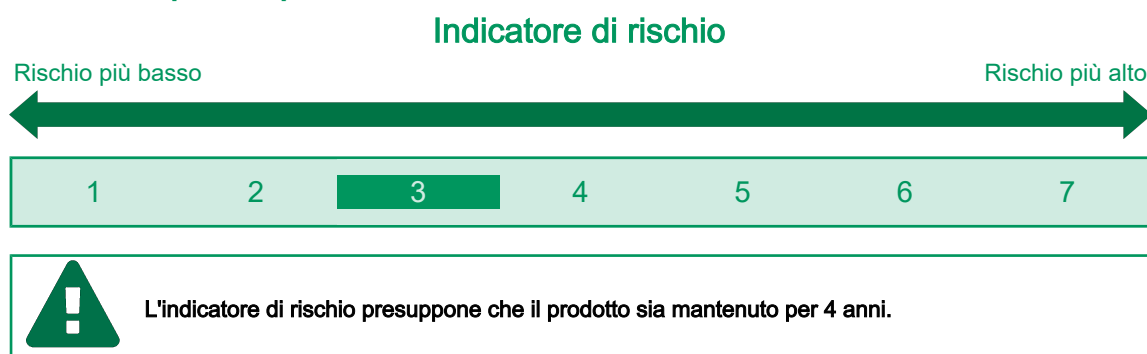 Indicatore di rischio
Rischio più basso Rischio più alto
1 2 3 4 5 6 7
L'indicatore di rischio presuppone che il prodotto sia mantenuto per 4 anni.